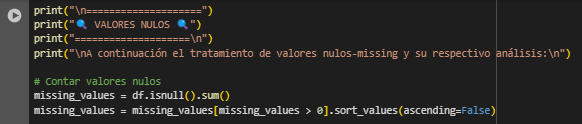 print("\n====================")
print("🔍 VALORES NULOS 🔍")
print("====================\n")
print("\nA continuación el tratamiento de valores nulos-missing y su respectivo análisis:\n")
# Contar valores nulos
missing_values = df.isnull().sum()
missing_values = missing_values[missing_values > 0].sort_values(ascending=False)